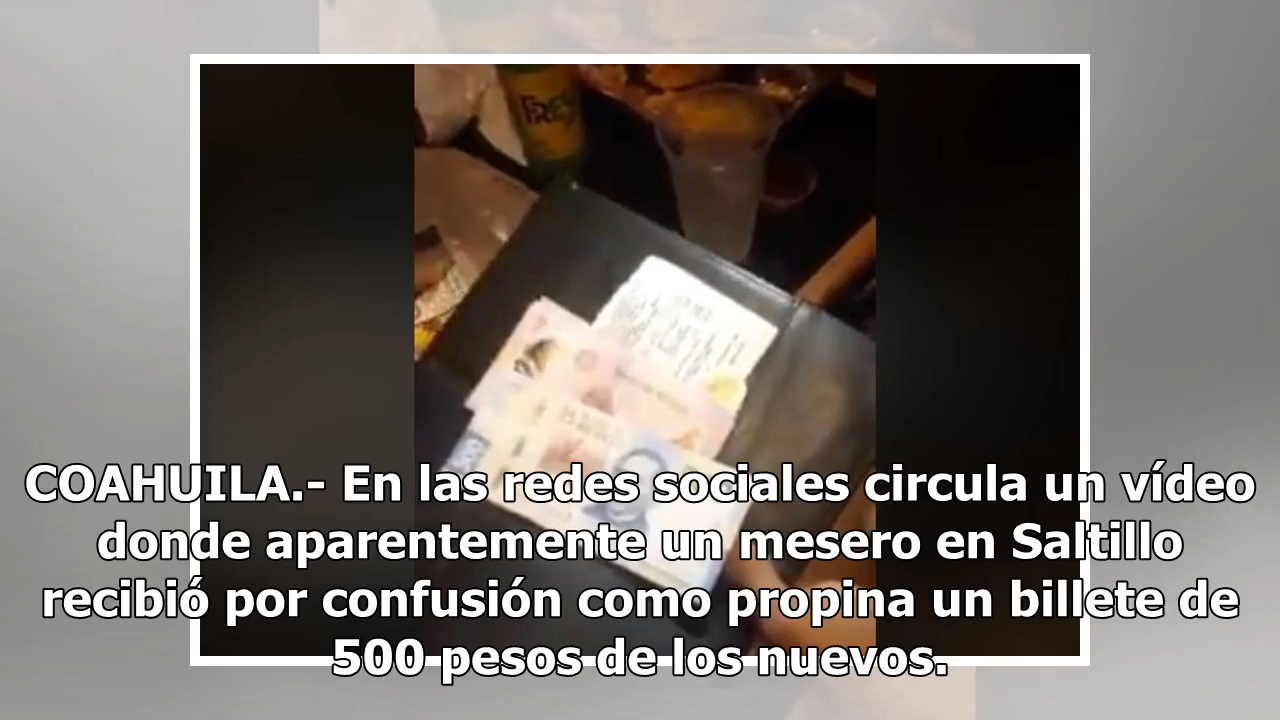 COAHUILA.- En las redes sociales circula un vídeo
donde aparentemente un mesero en Saltillo
recibió por confusión como propina un billete de
500 pesos de los nuevos.